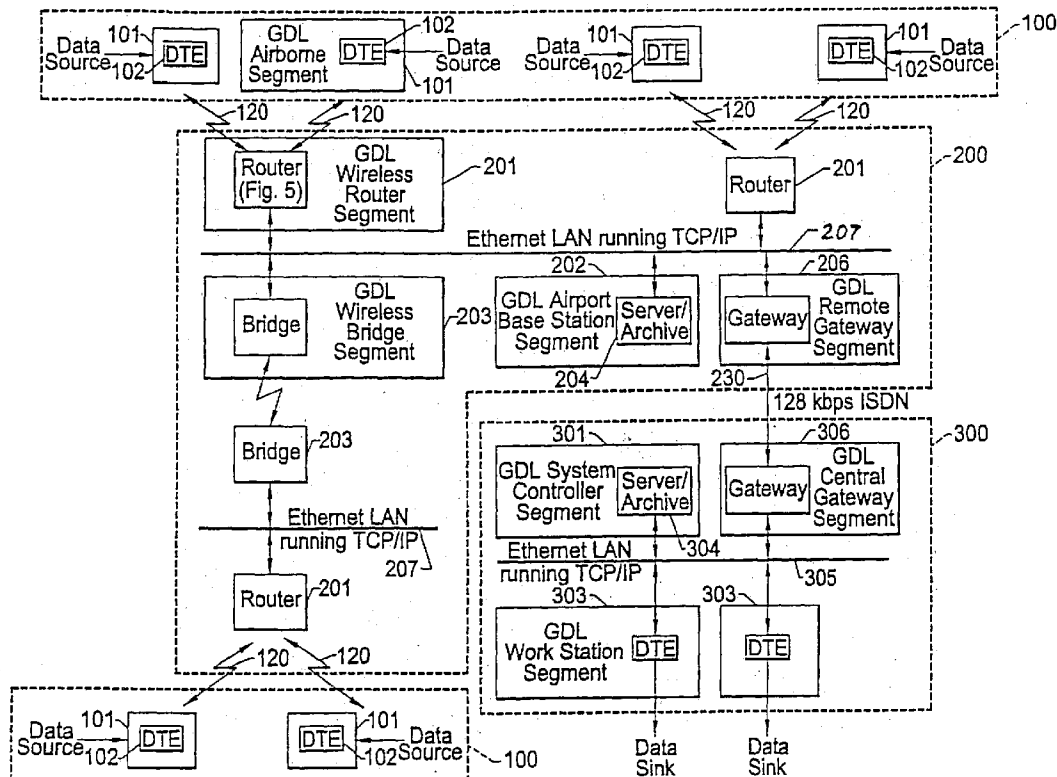 101
Data
Source
DTE
102
GDL
Airborne
Segment
102
DTE
Data
Source
101
101
Data
Source
DTE
102
101
DTE
102
Data
Source
100
120
120
120
120
Router
(Fig. 5)
GDL
Wireless
Router
Segment
201
Router
201
200
Ethernet LAN running TCP/IP
207
Bridge
GDL
Wireless
Bridge
Segment
203
202
GDL Airport
Base Station
Segment
Server/
Archive
204
206
Gateway
GDL
Remote
Gateway
Segment
230
128 kbps ISDN
Bridge
203
Ethernet LAN
running TCP/IP
207
Router
201
301
GDL System
Controller
Segment
Server/
Archive
304
306
Gateway
GDL
Central
Gateway
Segment
300
Ethernet LAN
running TCP/IP
305
303
GDL
Work Station
Segment
DTE
303
DTE
Data
Sink
Data
Sink
120
120
101
Data
Source
DTE
102
101
DTE
102
Data
Source
100